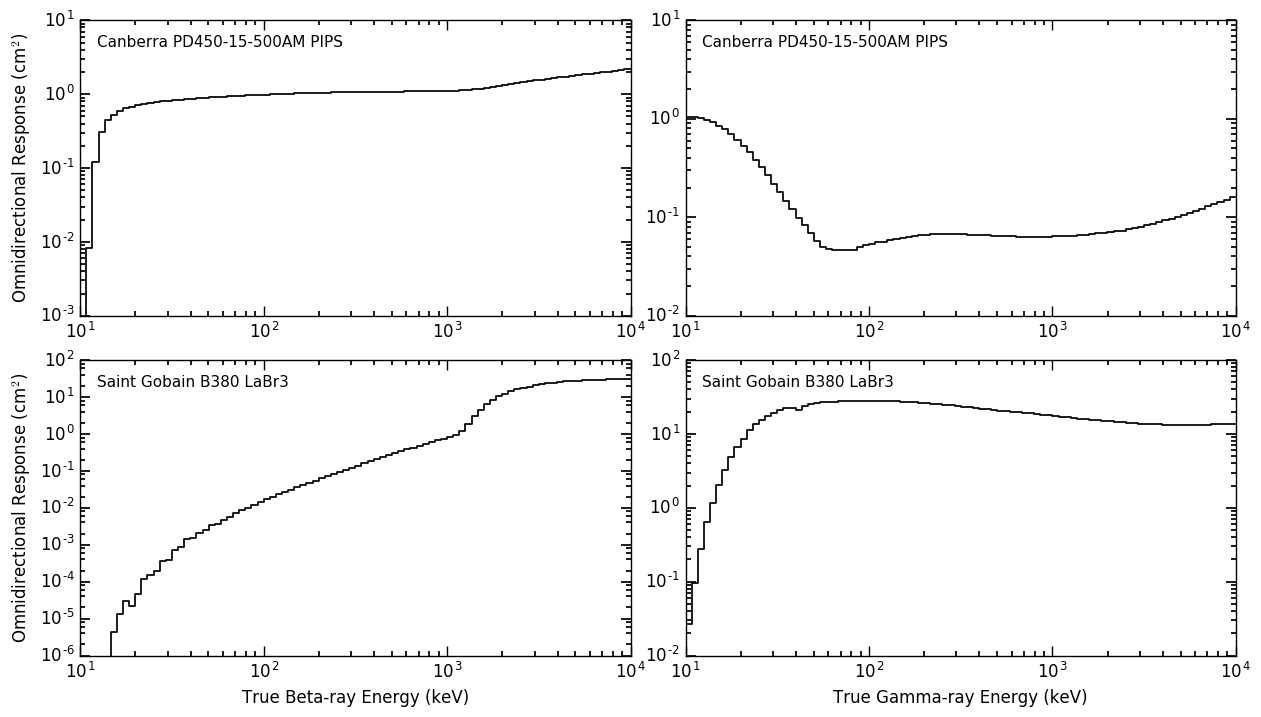 Omnidirectional Response (cm²)
10¹
10⁰
10⁻¹
10⁻²
10⁻³
Canberra PD450-15-500AM PIPS
10¹ 10² 10³ 10⁴
10¹
10⁰
10⁻¹
10⁻²
Canberra PD450-15-500AM PIPS
10¹ 10² 10³ 10⁴
Omnidirectional Response (cm²)
10²
10¹
10⁰
10⁻¹
10⁻²
10⁻³
10⁻⁴
10⁻⁵
10⁻⁶
Saint Gobain B380 LaBr3
10¹ 10² 10³ 10⁴
True Beta-ray Energy (keV)
10²
10¹
10⁰
10⁻¹
10⁻²
Saint Gobain B380 LaBr3
10¹ 10² 10³ 10⁴
True Gamma-ray Energy (keV)